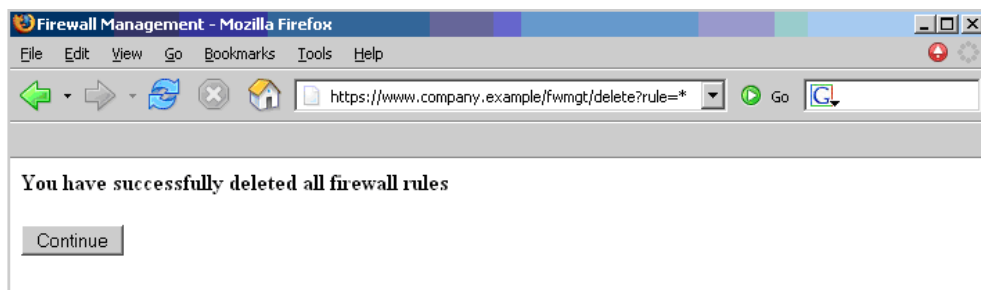 Firewall Management - Mozilla Firefox
File Edit View Go Bookmarks Tools Help
https://www.company.example/fwmgt/delete?rule=* Go G
You have successfully deleted all firewall rules
Continue